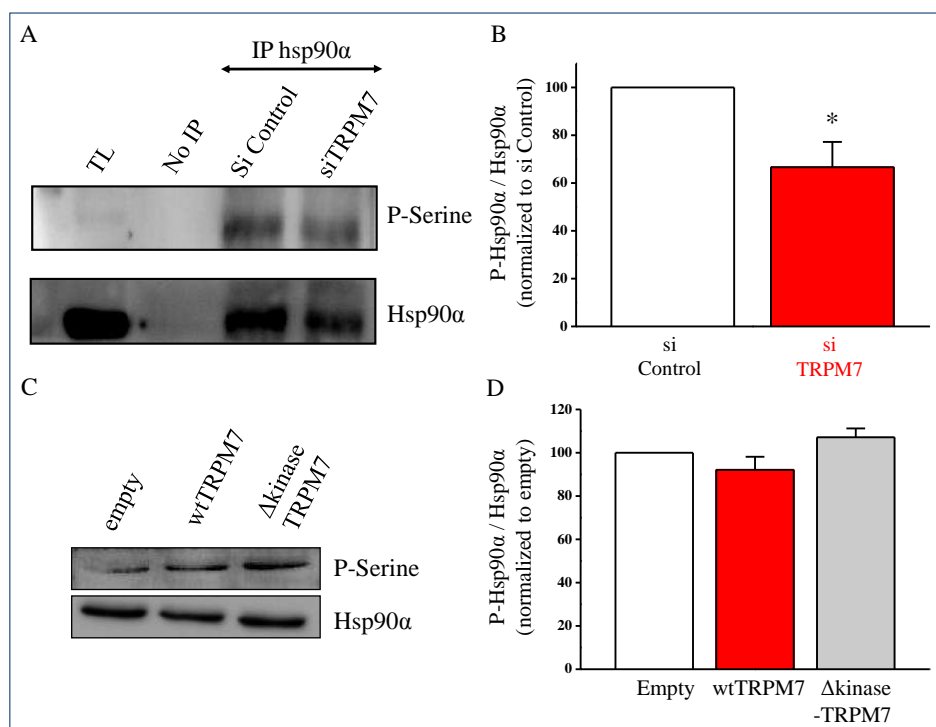 A
IP hsp90α
TL
No IP
Si Control
siTRPM7
P-Serine
Hsp90α
B
P-Hsp90α / Hsp90α
(normalized to si Control)
100
80
60
40
20
0
*
si
Control
si
TRPM7
C
empty
wtTRPM7
Δkinase
TRPM7
P-Serine
Hsp90α
D
P-Hsp90α / Hsp90α
(normalized to empty)
120
100
80
60
40
20
0
Empty
wtTRPM7
Δkinase
-TRPM7